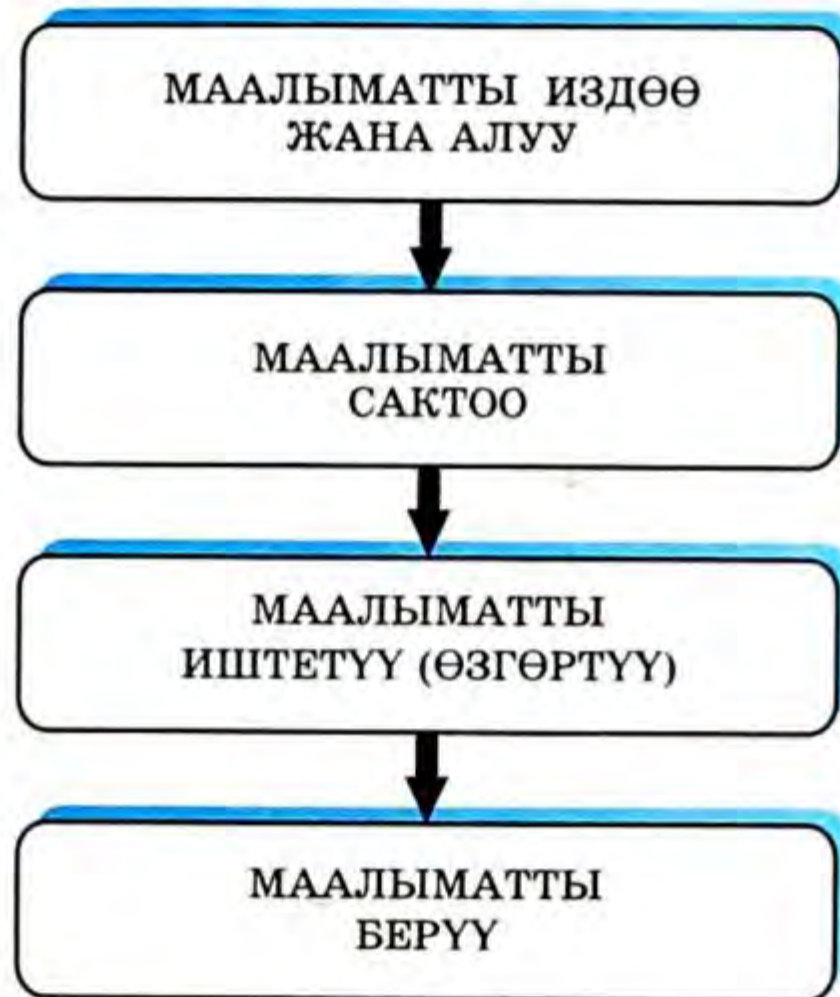 МААЛЫМАТТЫ ИЗДӨӨ
ЖАНА АЛУУ
МААЛЫМАТТЫ
САКТОО
МААЛЫМАТТЫ
ИШТЕТҮҮ (ӨЗГӨРТҮҮ)
МААЛЫМАТТЫ
БЕРҮҮ